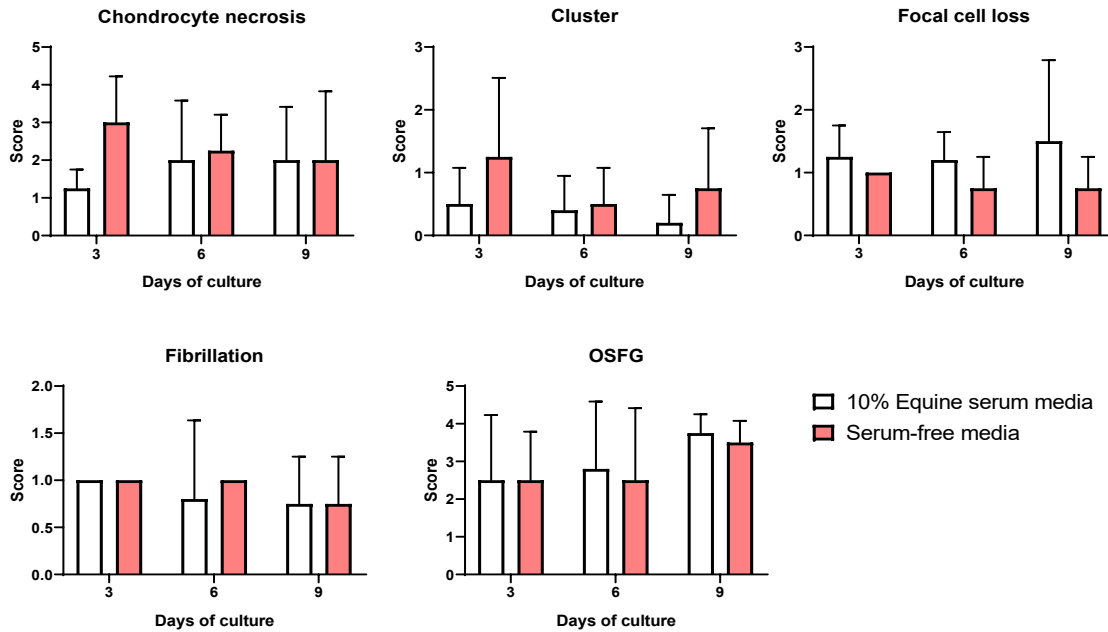 Chondrocyte necrosis
5
4
3
2
1
0
Score
3 6 9
Days of culture
Cluster
3
2
1
0
Score
3 6 9
Days of culture
Focal cell loss
3
2
1
0
Score
3 6 9
Days of culture
Fibrillation
2.0
1.5
1.0
0.5
0.0
Score
3 6 9
Days of culture
OSFG
5
4
3
2
1
0
Score
3 6 9
Days of culture
10% Equine serum media
Serum-free media